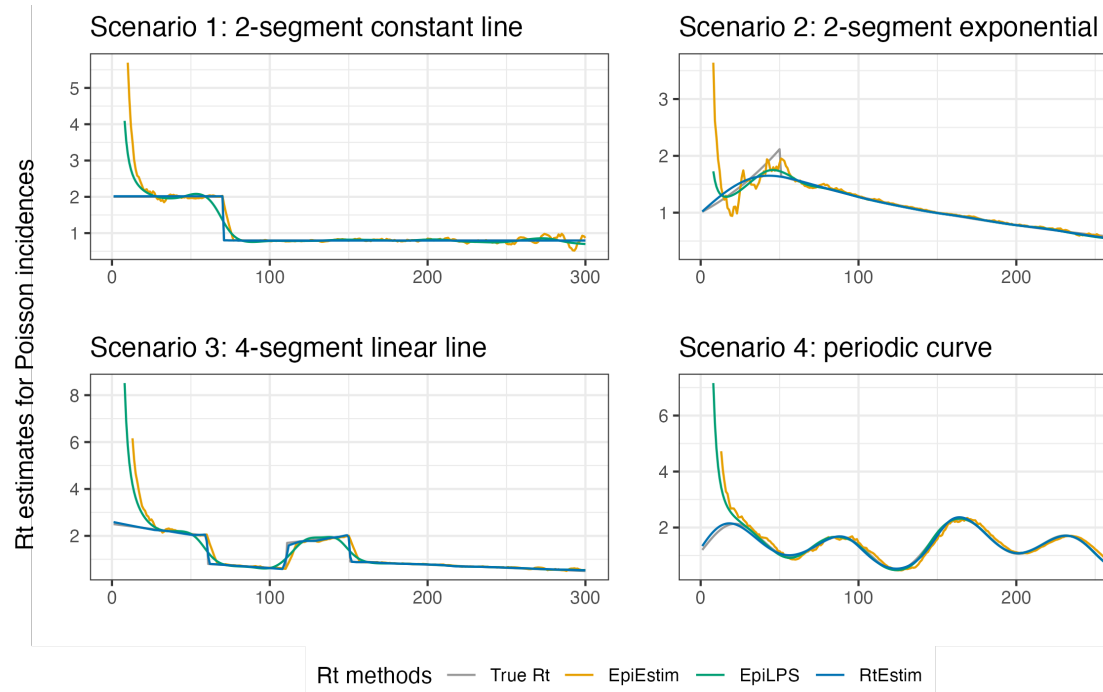 Rt estimates for Poisson incidences
Scenario 1: 2-segment constant line
5
4
3
2
1
0 100 200 300
Scenario 2: 2-segment exponential
3
2
1
0 100 200
Scenario 3: 4-segment linear line
8
6
4
2
0 100 200 300
Scenario 4: periodic curve
6
4
2
0 100 200
Rt methods True Rt EpiEstim EpiLPS RtEstim